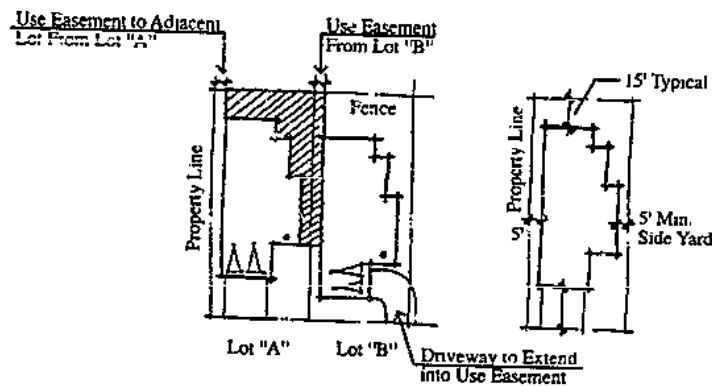 Use Easement to Adjacent
Lot From Lot "A"
Use Easement
From Lot "B"
Fence
Property Line
Lot "A"
Lot "B"
Driveway to Extend
into Use Easement
15' Typical
Property Line
5'
5' Min.
Side Yard